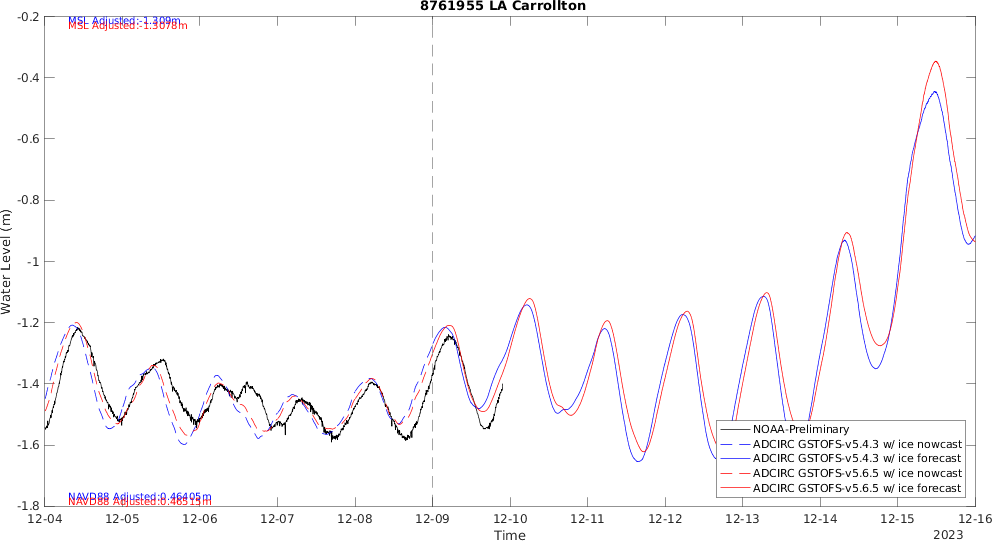 8761955 LA Carrollton
MSL Adjusted:-1.309m
MSL Adjusted:-1.3078m
-0.2
-0.4
-0.6
-0.8
-1
-1.2
-1.4
-1.6
-1.8
Water Level (m)
NOAA-Preliminary
ADCIRC GSTOFS-v5.4.3 w/ ice nowcast
ADCIRC GSTOFS-v5.4.3 w/ ice forecast
ADCIRC GSTOFS-v5.6.5 w/ ice nowcast
ADCIRC GSTOFS-v5.6.5 w/ ice forecast
NAVD88 Adjusted:0.46405m
NAVD88 Adjusted:0.46515m
12-04 12-05 12-06 12-07 12-08 12-09 12-10 12-11 12-12 12-13 12-14 12-15 12-16
Time
2023